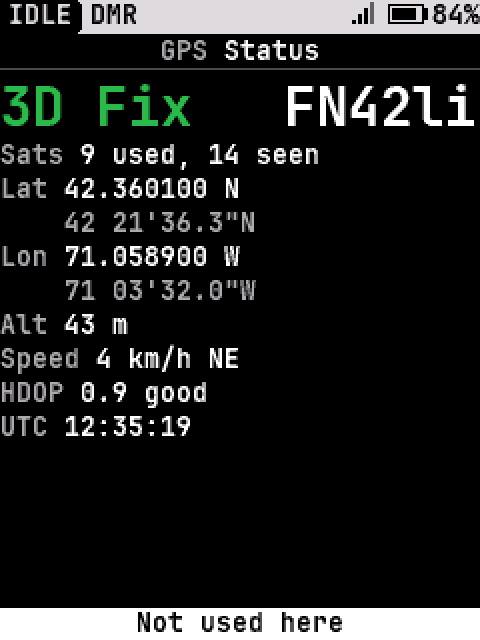 IDLE DMR 84%
GPS Status
3D Fix FN42li
Sats 9 used, 14 seen
Lat 42.360100 N
42 21'36.3"N
Lon 71.058900 W
71 03'32.0"W
Alt 43 m
Speed 4 km/h NE
HDOP 0.9 good
UTC 12:35:19
Not used here